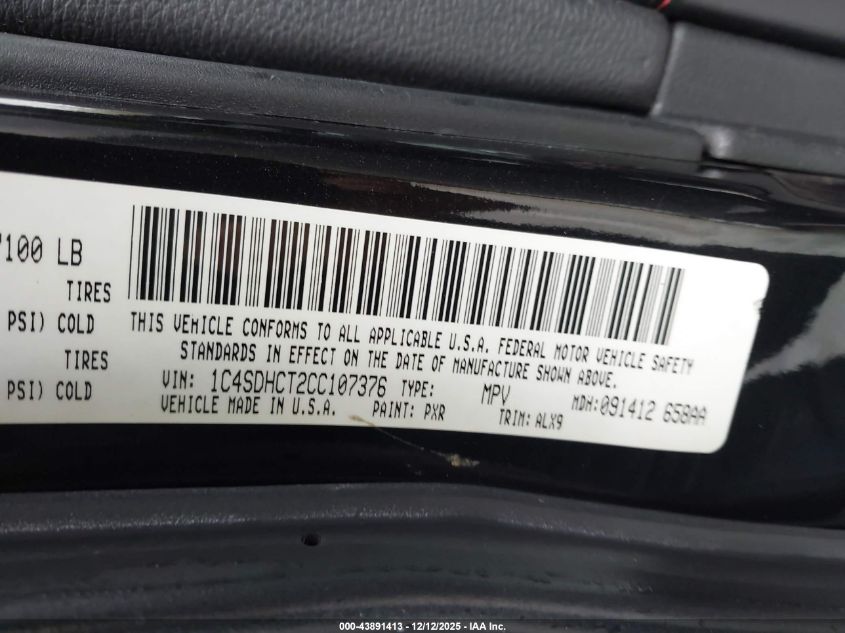 100 LB
TIRES
PSI) COLD
TIRES
PSI) COLD
THIS VEHICLE CONFORMS TO ALL APPLICABLE U.S.A. FEDERAL MOTOR VEHICLE SAFETY
STANDARDS IN EFFECT ON THE DATE OF MANUFACTURE SHOWN ABOVE.
VIN: 1C4SDHCT2CC107376 TYPE: MPV MDH:091412 658AA
VEHICLE MADE IN U.S.A. PAINT: PXR TRIM: ALX9
000-43891413 - 12/12/2025 - IAA Inc.